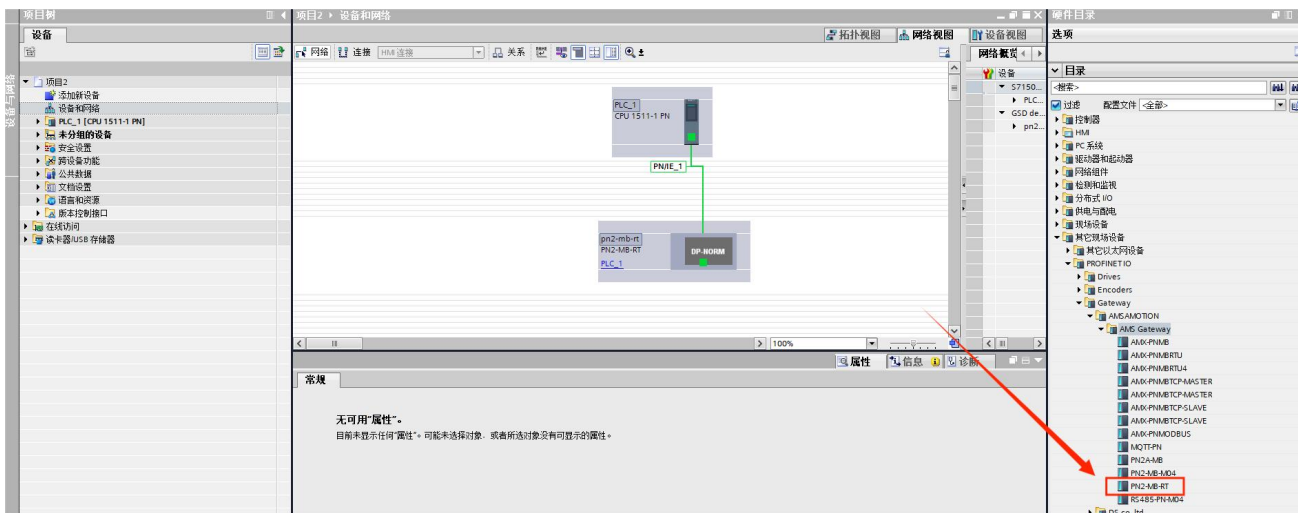 项目树
设备
项目2
添加新设备
设备和网络
PLC_1 [CPU 1511-1 PN]
未分组的设备
安全设置
跨设备功能
公共数据
文档设置
语言和资源
版本控制接口
在线访问
读卡器/USB 存储器
项目2 › 设备和网络
拓扑视图 网络视图 设备视图
网络 连接 HMI 连接 关系
网络概览
设备
S7150...
PLC...
GSD de...
pn2...
PLC_1
CPU 1511-1 PN
PN/IE_1
pn2-mb-rt
PN2-MB-RT
PLC_1
DP-NORM
100%
属性 信息 诊断
常规
无可用“属性”。
目前未显示任何“属性”。可能未选择对象，或者所选对象没有可显示的属性。
硬件目录
选项
目录
<搜索>
过滤 配置文件 <全部>
控制器
HMI
PC 系统
驱动器和起动器
网络组件
检测和监视
分布式 I/O
供电与配电
现场设备
其它现场设备
其它以太网设备
PROFINET IO
Drives
Encoders
Gateway
AMSAMOTION
AMS Gateway
AMX-PNMB
AMX-PNMBRTU
AMX-PNMBRTU4
AMX-PNMBTCP-MASTER
AMX-PNMBTCP-MASTER
AMX-PNMBTCP-SLAVE
AMX-PNMBTCP-SLAVE
AMX-PNMODBUS
MQTT-PN
PN2A-MB
PN2-MB-M04
PN2-MB-RT
RS485-PN-M04